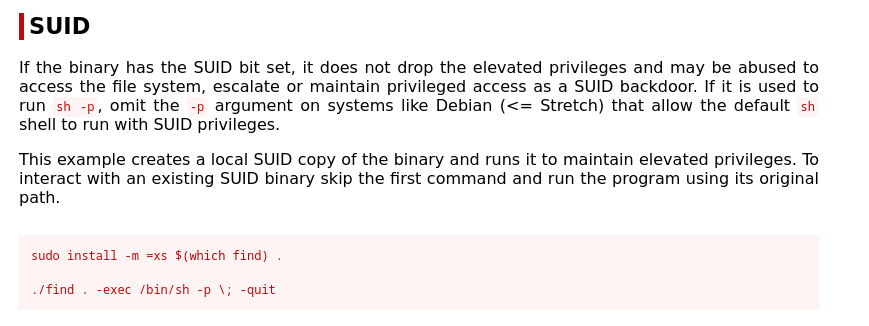 SUID
If the binary has the SUID bit set, it does not drop the elevated privileges and may be abused to
access the file system, escalate or maintain privileged access as a SUID backdoor. If it is used to
run sh -p, omit the -p argument on systems like Debian (<= Stretch) that allow the default sh
shell to run with SUID privileges.
This example creates a local SUID copy of the binary and runs it to maintain elevated privileges. To
interact with an existing SUID binary skip the first command and run the program using its original
path.
sudo install -m =xs $(which find) .
./find . -exec /bin/sh -p \; -quit